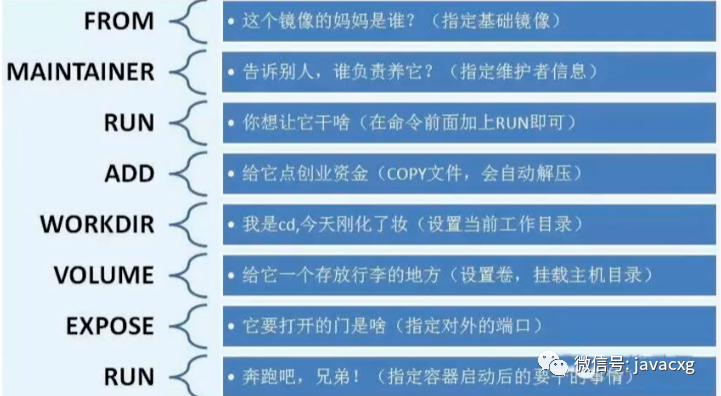 FROM
• 这个镜像的妈妈是谁？（指定基础镜像）
MAINTAINER
• 告诉别人，谁负责养它？（指定维护者信息）
RUN
• 你想让它干啥（在命令前面加上RUN即可）
ADD
• 给它点创业资金（COPY文件，会自动解压）
WORKDIR
• 我是cd,今天刚化了妆（设置当前工作目录）
VOLUME
• 给它一个存放行李的地方（设置卷，挂载主机目录）
EXPOSE
• 它要打开的门是啥（指定对外的端口）
RUN
• 奔跑吧，兄弟！（指定容器启动后的要干的事情）
微信号: javacxg